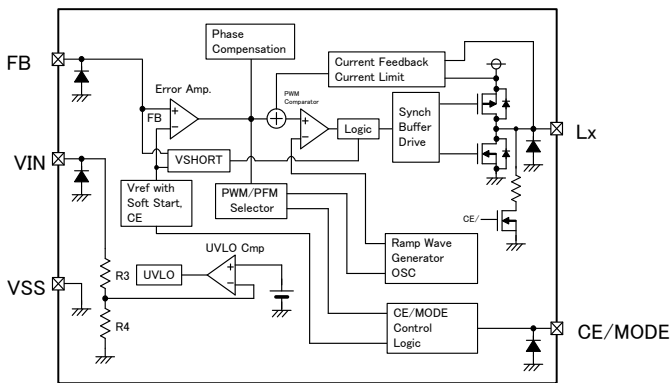 Phase
Compensation
FB
Current Feedback
Current Limit
Error Amp.
PWM
Comparator
FB
Logic
Synch
Buffer
Drive
Lx
VIN
VSHORT
Vref with
Soft Start,
CE
PWM/PFM
Selector
CE/
UVLO Cmp
Ramp Wave
Generator
OSC
R3
UVLO
VSS
R4
CE/MODE
Control
Logic
CE/MODE